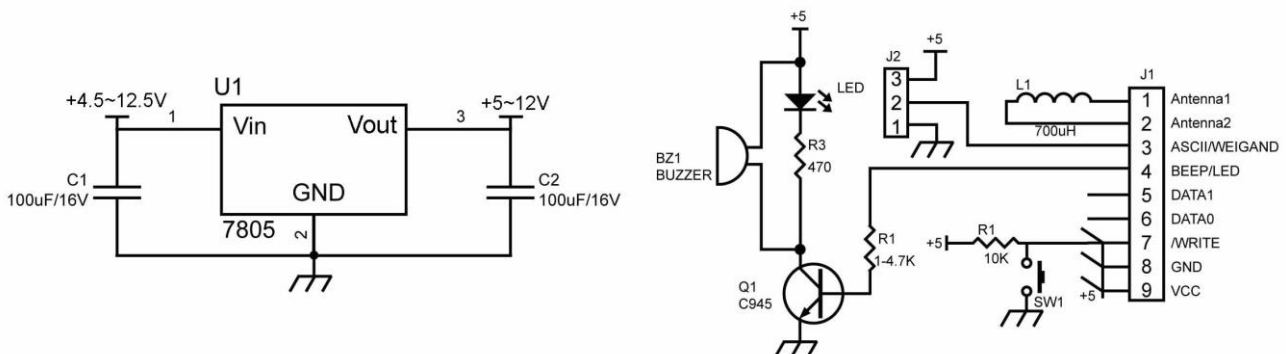 U1
+4.5~12.5V
1
Vin
Vout
3
+5~12V
C1
100uF/16V
GND
C2
100uF/16V
7805
2
+5
LED
BZ1
BUZZER
R3
470
Q1
C945
R1
1-4.7K
J2
+5
3
2
1
L1
700uH
J1
1 Antenna1
2 Antenna2
3 ASCII/WEIGAND
4 BEEP/LED
5 DATA1
6 DATA0
7 /WRITE
8 GND
9 VCC
+5
R1
10K
SW1
+5